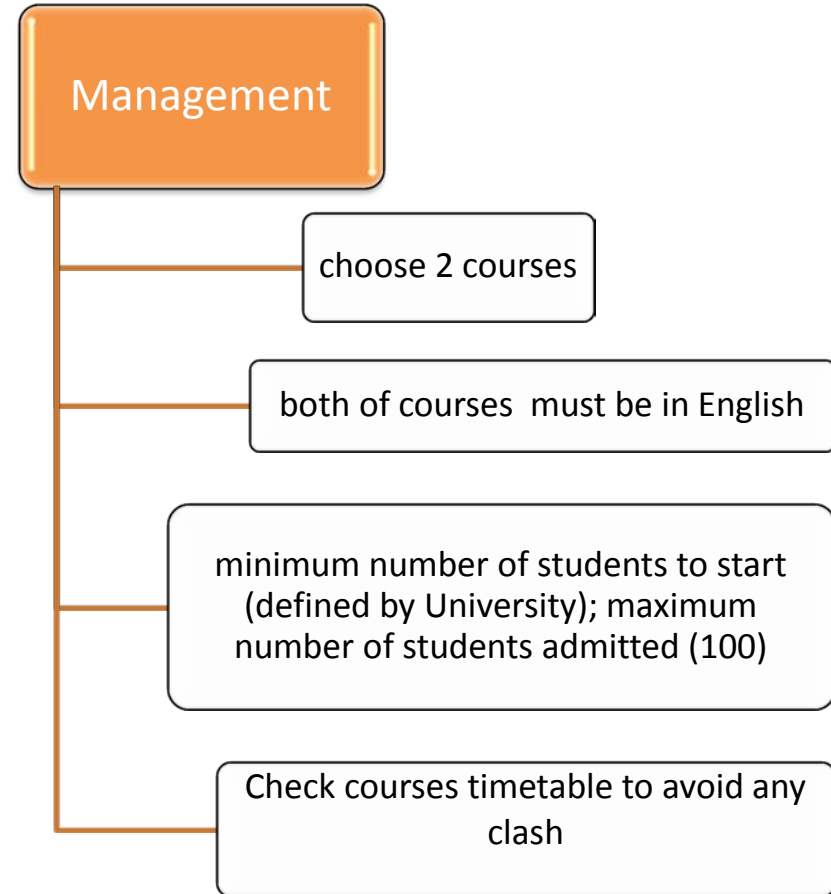 Management
choose 2 courses
both of courses  must be in English
minimum number of students to start
(defined by University); maximum
number of students admitted (100)
Check courses timetable to avoid any
clash